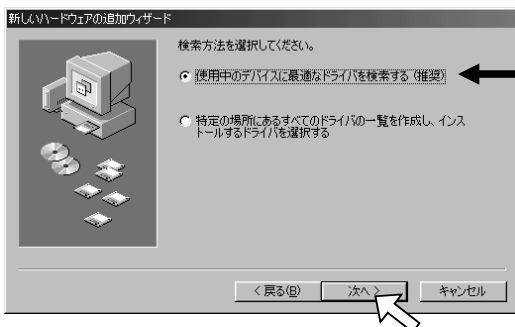 新しいハードウェアの追加ウィザード
検索方法を選択してください。
使用中のデバイスに最適なドライバを検索する (推奨)
特定の場所にあるすべてのドライバの一覧を作成し、インス
トールするドライバを選択する
< 戻る(B)
次へ >
キャンセル